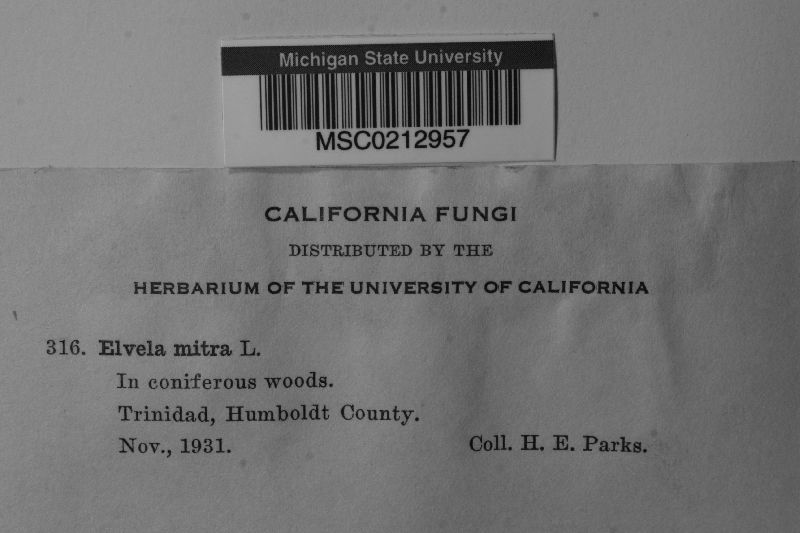 Michigan State University
MSC0212957
CALIFORNIA FUNGI
DISTRIBUTED BY THE
HERBARIUM OF THE UNIVERSITY OF CALIFORNIA
316. Elvela mitra L.
In coniferous woods.
Trinidad, Humboldt County.
Nov., 1931. Coll. H. E. Parks.